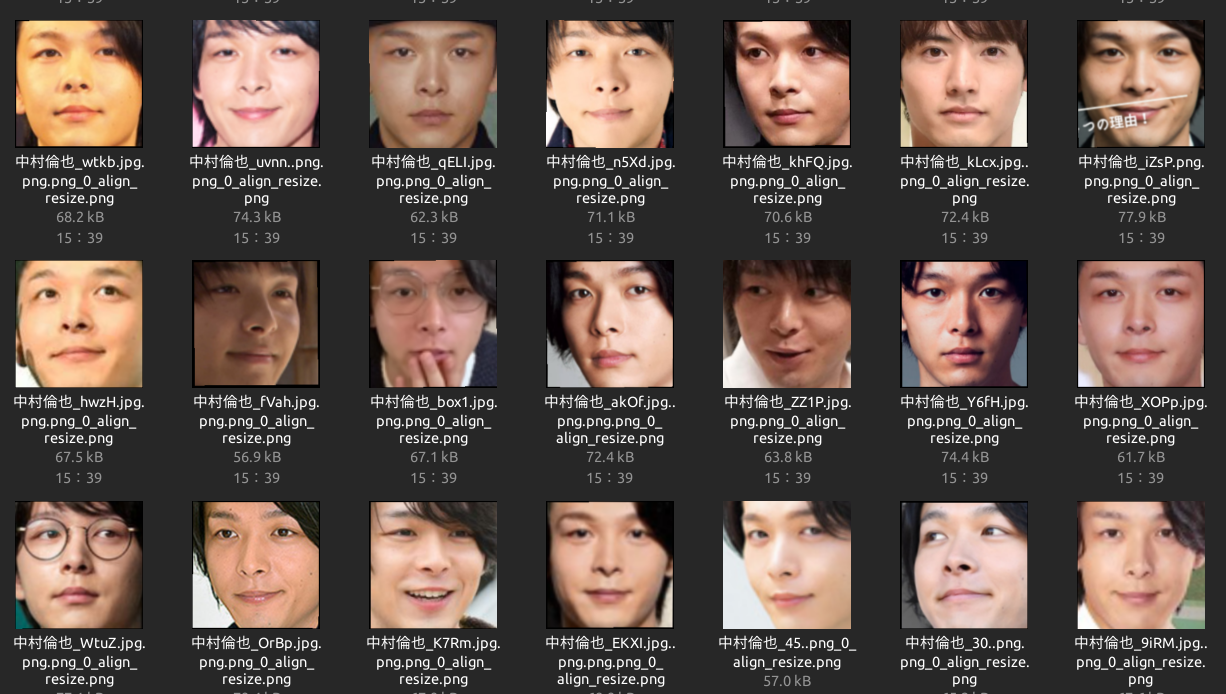 中村倫也_wtkb.jpg.
png.png_0_align_
resize.png
68.2 kB
15：39
中村倫也_uvnn..png.
png_0_align_resize.
png
74.3 kB
15：39
中村倫也_qELI.jpg.
png.png_0_align_
resize.png
62.3 kB
15：39
中村倫也_n5Xd.jpg.
png.png_0_align_
resize.png
71.1 kB
15：39
中村倫也_khFQ.jpg.
png.png_0_align_
resize.png
70.6 kB
15：39
中村倫也_kLcx.jpg..
png_0_align_resize.
png
72.4 kB
15：39
つの理由！
中村倫也_iZsP.png.
png.png_0_align_
resize.png
77.9 kB
15：39
中村倫也_hwzH.jpg.
png.png_0_align_
resize.png
67.5 kB
15：39
中村倫也_fVah.jpg.
png.png_0_align_
resize.png
56.9 kB
15：39
中村倫也_box1.jpg.
png.png_0_align_
resize.png
67.1 kB
15：39
中村倫也_akOf.jpg..
png.png.png_0_
align_resize.png
72.4 kB
15：39
中村倫也_ZZ1P.jpg.
png.png_0_align_
resize.png
63.8 kB
15：39
中村倫也_Y6fH.jpg.
png.png_0_align_
resize.png
74.4 kB
15：39
中村倫也_XOPp.jpg.
png.png_0_align_
resize.png
61.7 kB
15：39
中村倫也_WtuZ.jpg.
png.png_0_align_
resize.png
中村倫也_OrBp.jpg.
png.png_0_align_
resize.png
中村倫也_K7Rm.jpg.
png.png_0_align_
resize.png
中村倫也_EKXI.jpg..
png.png.png_0_
align_resize.png
中村倫也_45..png_0_
align_resize.png
57.0 kB
中村倫也_30..png.
png_0_align_resize.
png
中村倫也_9iRM.jpg..
png_0_align_resize.
png